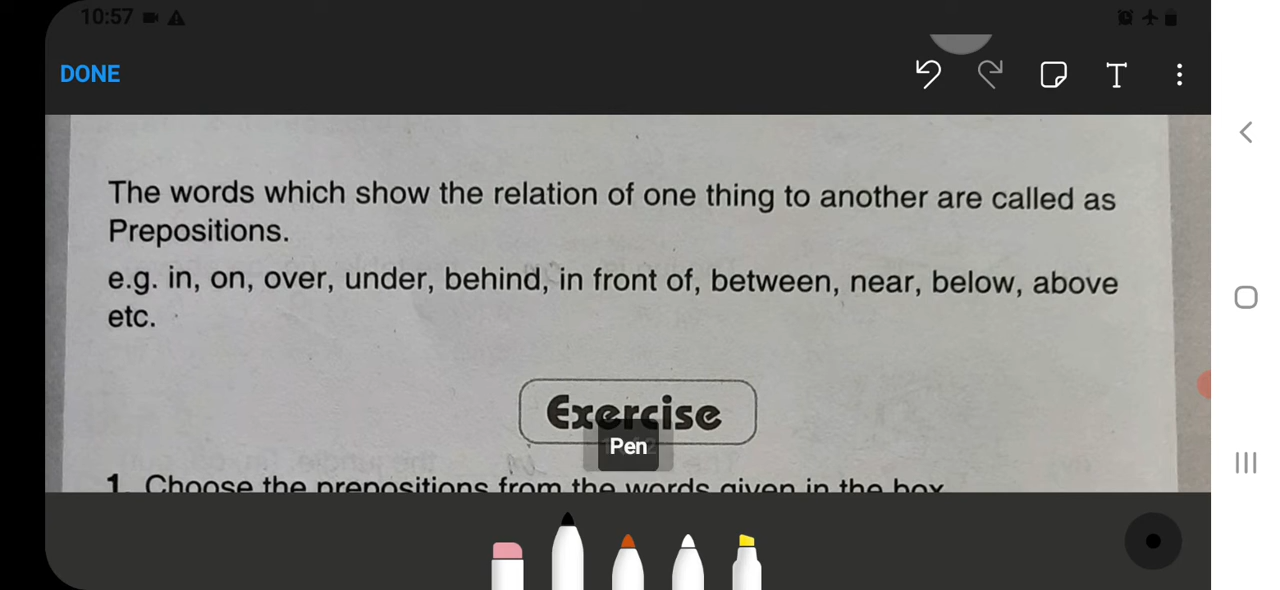 10:57
DONE
T
The words which show the relation of one thing to another are called as
Prepositions.
e.g. in, on, over, under, behind, in front of, between, near, below, above
etc.
Exercise
Pen
1. Choose the prepositions from the words given in the box